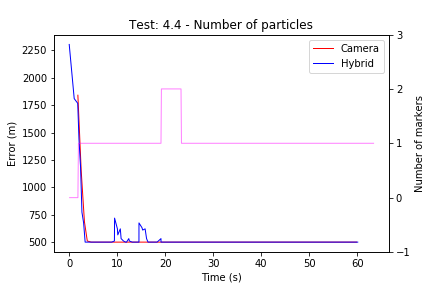 Test: 4.4 - Number of particles
Camera
Hybrid
Error (m)
2250
2000
1750
1500
1250
1000
750
500
3
2
1
0
−1
Number of markers
0 10 20 30 40 50 60
Time (s)